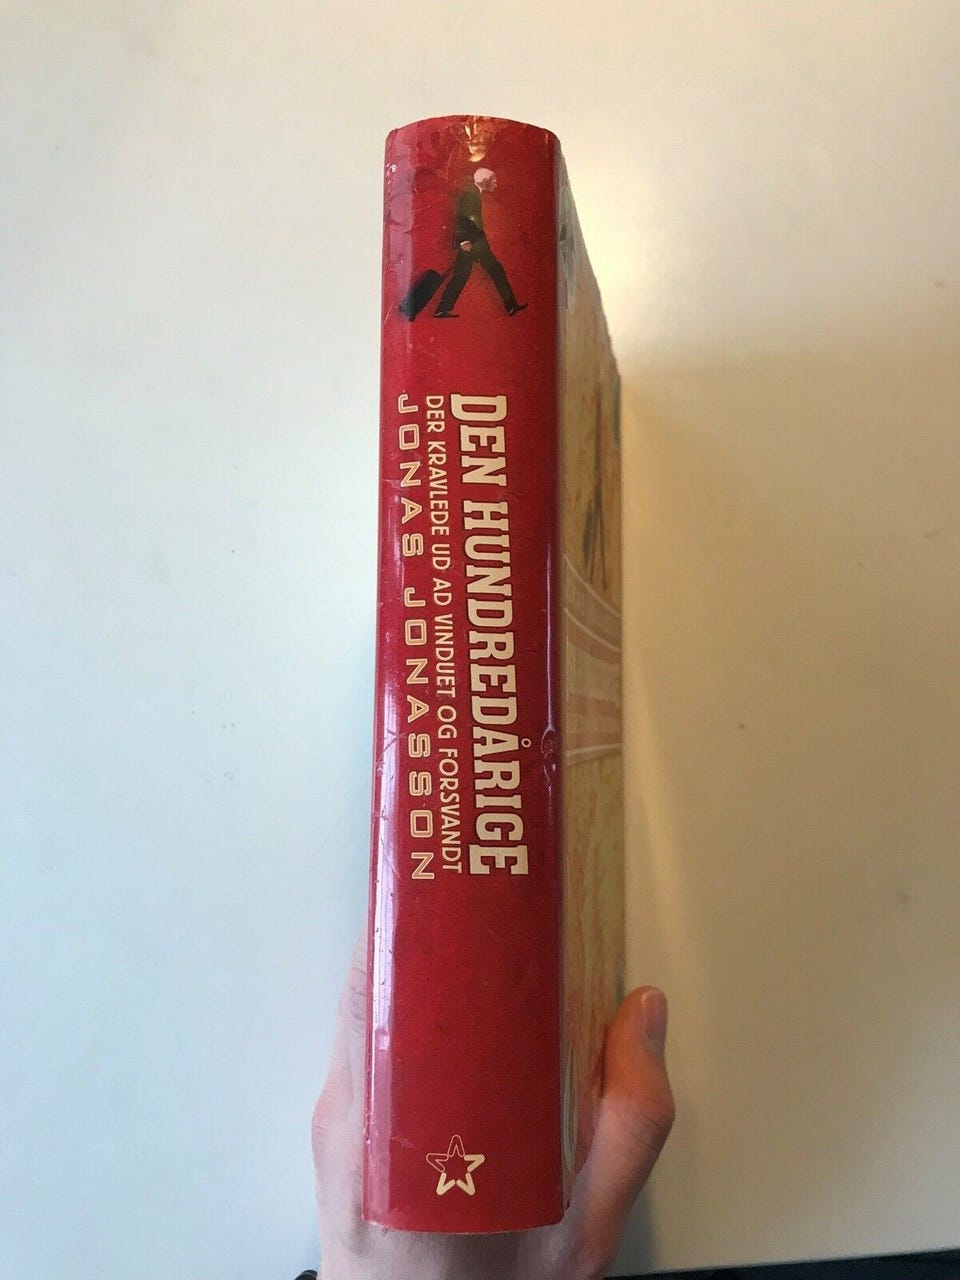 DEN HUNDREDÅRIGE
DER KRAVLEDE UD AD VINDUET OG FORSVANDT
JONAS JONASSON